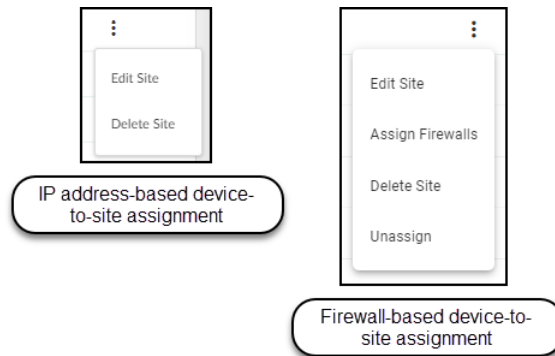 Edit Site
Delete Site
IP address-based device-
to-site assignment
Edit Site
Assign Firewalls
Delete Site
Unassign
Firewall-based device-to-
site assignment